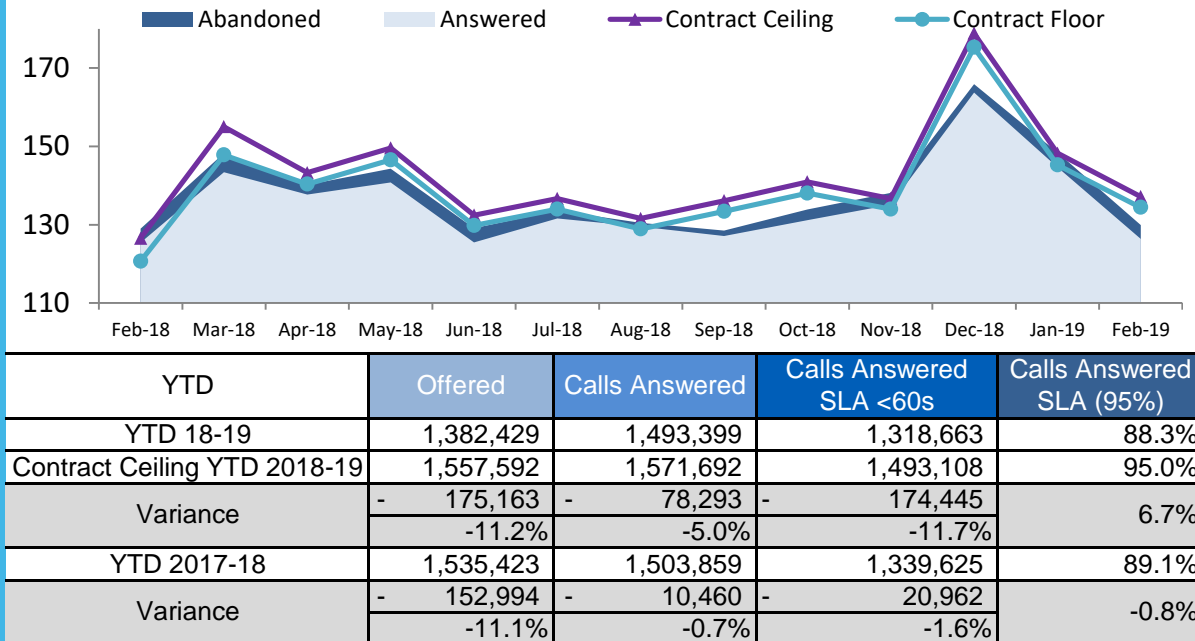 Abandoned Answered Contract Ceiling Contract Floor
170
150
130
110
Feb-18 Mar-18 Apr-18 May-18 Jun-18 Jul-18 Aug-18 Sep-18 Oct-18 Nov-18 Dec-18 Jan-19 Feb-19
YTD Offered Calls Answered Calls Answered SLA <60s Calls Answered SLA (95%)
YTD 18-19 1,382,429 1,493,399 1,318,663 88.3%
Contract Ceiling YTD 2018-19 1,557,592 1,571,692 1,493,108 95.0%
Variance - 175,163 - 78,293 - 174,445 6.7%
-11.2% -5.0% -11.7%
YTD 2017-18 1,535,423 1,503,859 1,339,625 89.1%
Variance - 152,994 - 10,460 - 20,962 -0.8%
-11.1% -0.7% -1.6%